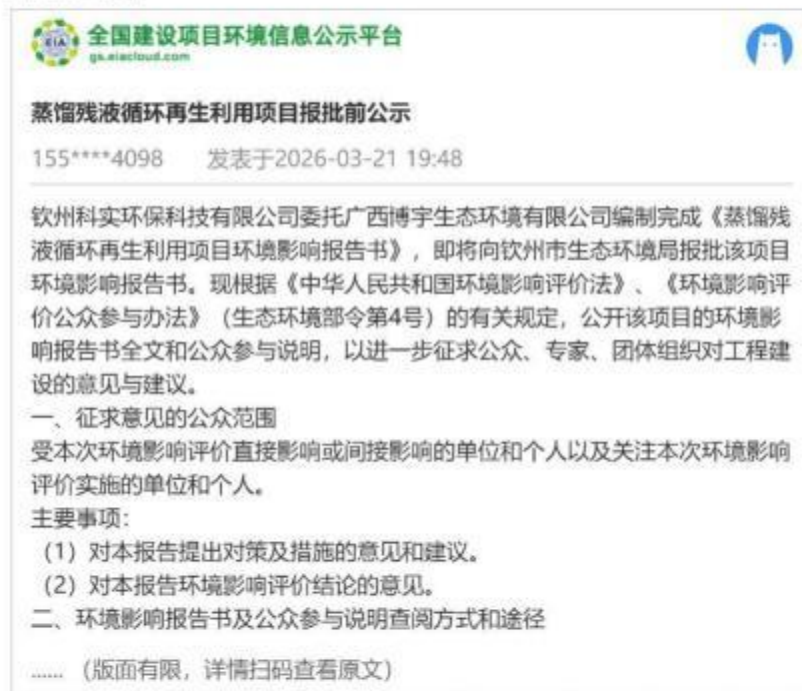 EIA 全国建设项目环境信息公示平台
gs.eiacloud.com
蒸馏残液循环再生利用项目报批前公示
155****4098 发表于2026-03-21 19:48
钦州科实环保科技有限公司委托广西博宇生态环境有限公司编制完成《蒸馏残
液循环再生利用项目环境影响报告书》，即将向钦州市生态环境局报批该项目
环境影响报告书。现根据《中华人民共和国环境影响评价法》、《环境影响评
价公众参与办法》（生态环境部令第4号）的有关规定，公开该项目的环境影
响报告书全文和公众参与说明，以进一步征求公众、专家、团体组织对工程建
设的意见与建议。
一、征求意见的公众范围
受本次环境影响评价直接影响或间接影响的单位和个人以及关注本次环境影响
评价实施的单位和个人。
主要事项：
（1）对本报告提出对策及措施的意见和建议。
（2）对本报告环境影响评价结论的意见。
二、环境影响报告书及公众参与说明查阅方式和途径
...... （版面有限，详情扫码查看原文）